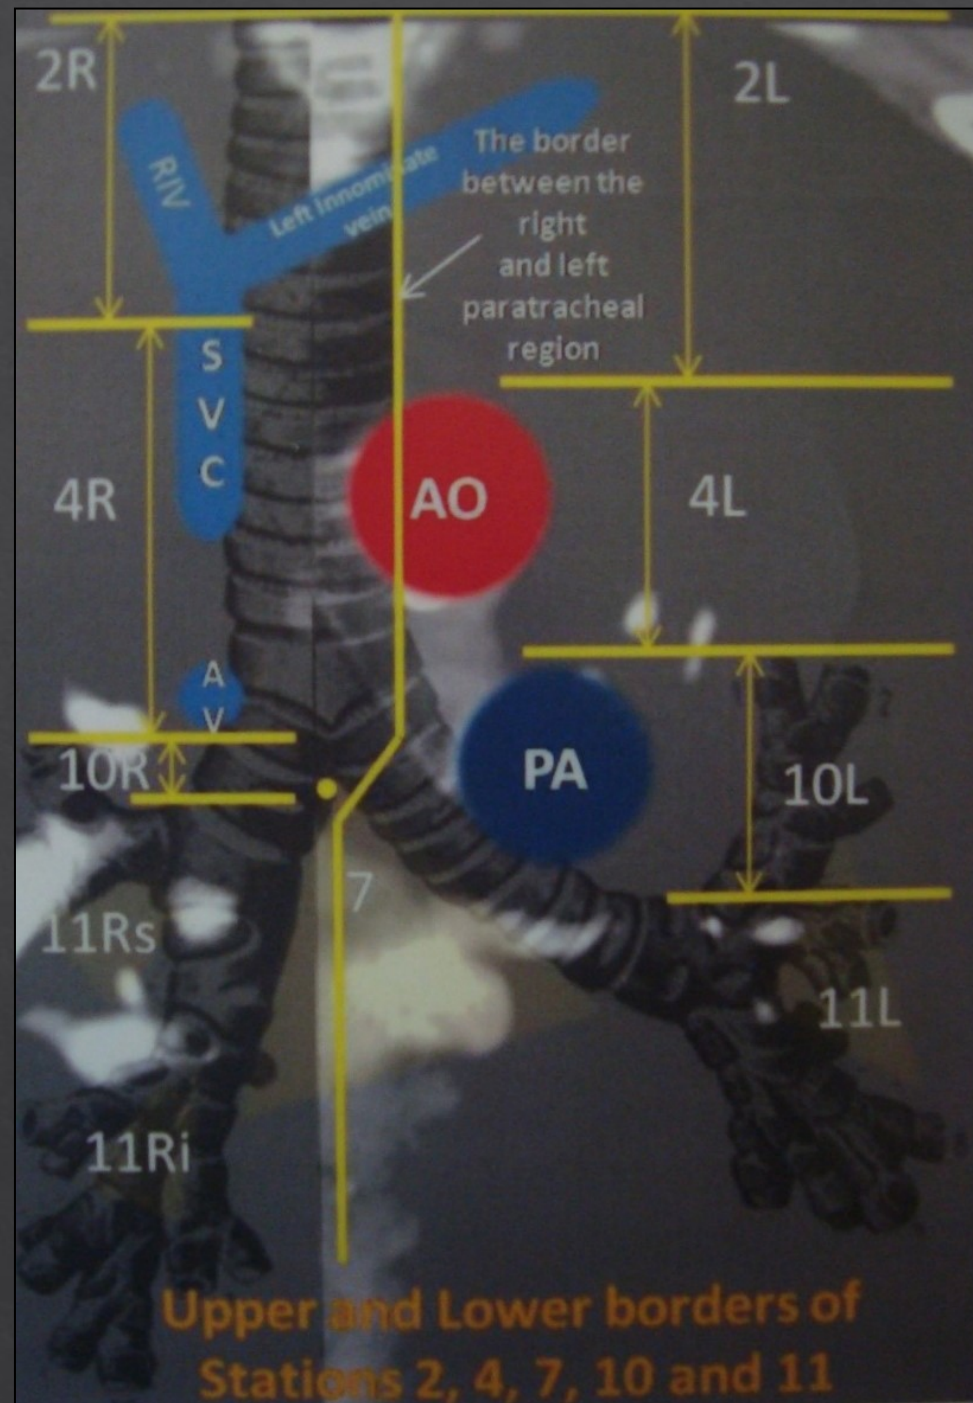 2R
2L
RIV
Left Innominate
vein
The border
between the
right
and left
paratracheal
region
S
V
C
AO
4R
4L
A
V
10R
PA
10L
7
11Rs
11L
11Ri
Upper and Lower borders of
Stations 2, 4, 7, 10 and 11